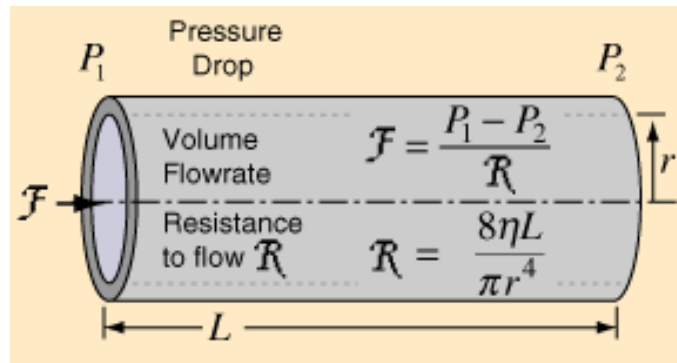 Pressure
Drop
P₁
P₂
Volume
Flowrate
ℱ = (P₁ − P₂) / ℛ
r
ℱ
Resistance
to flow ℛ
ℛ = 8ηL / πr⁴
L